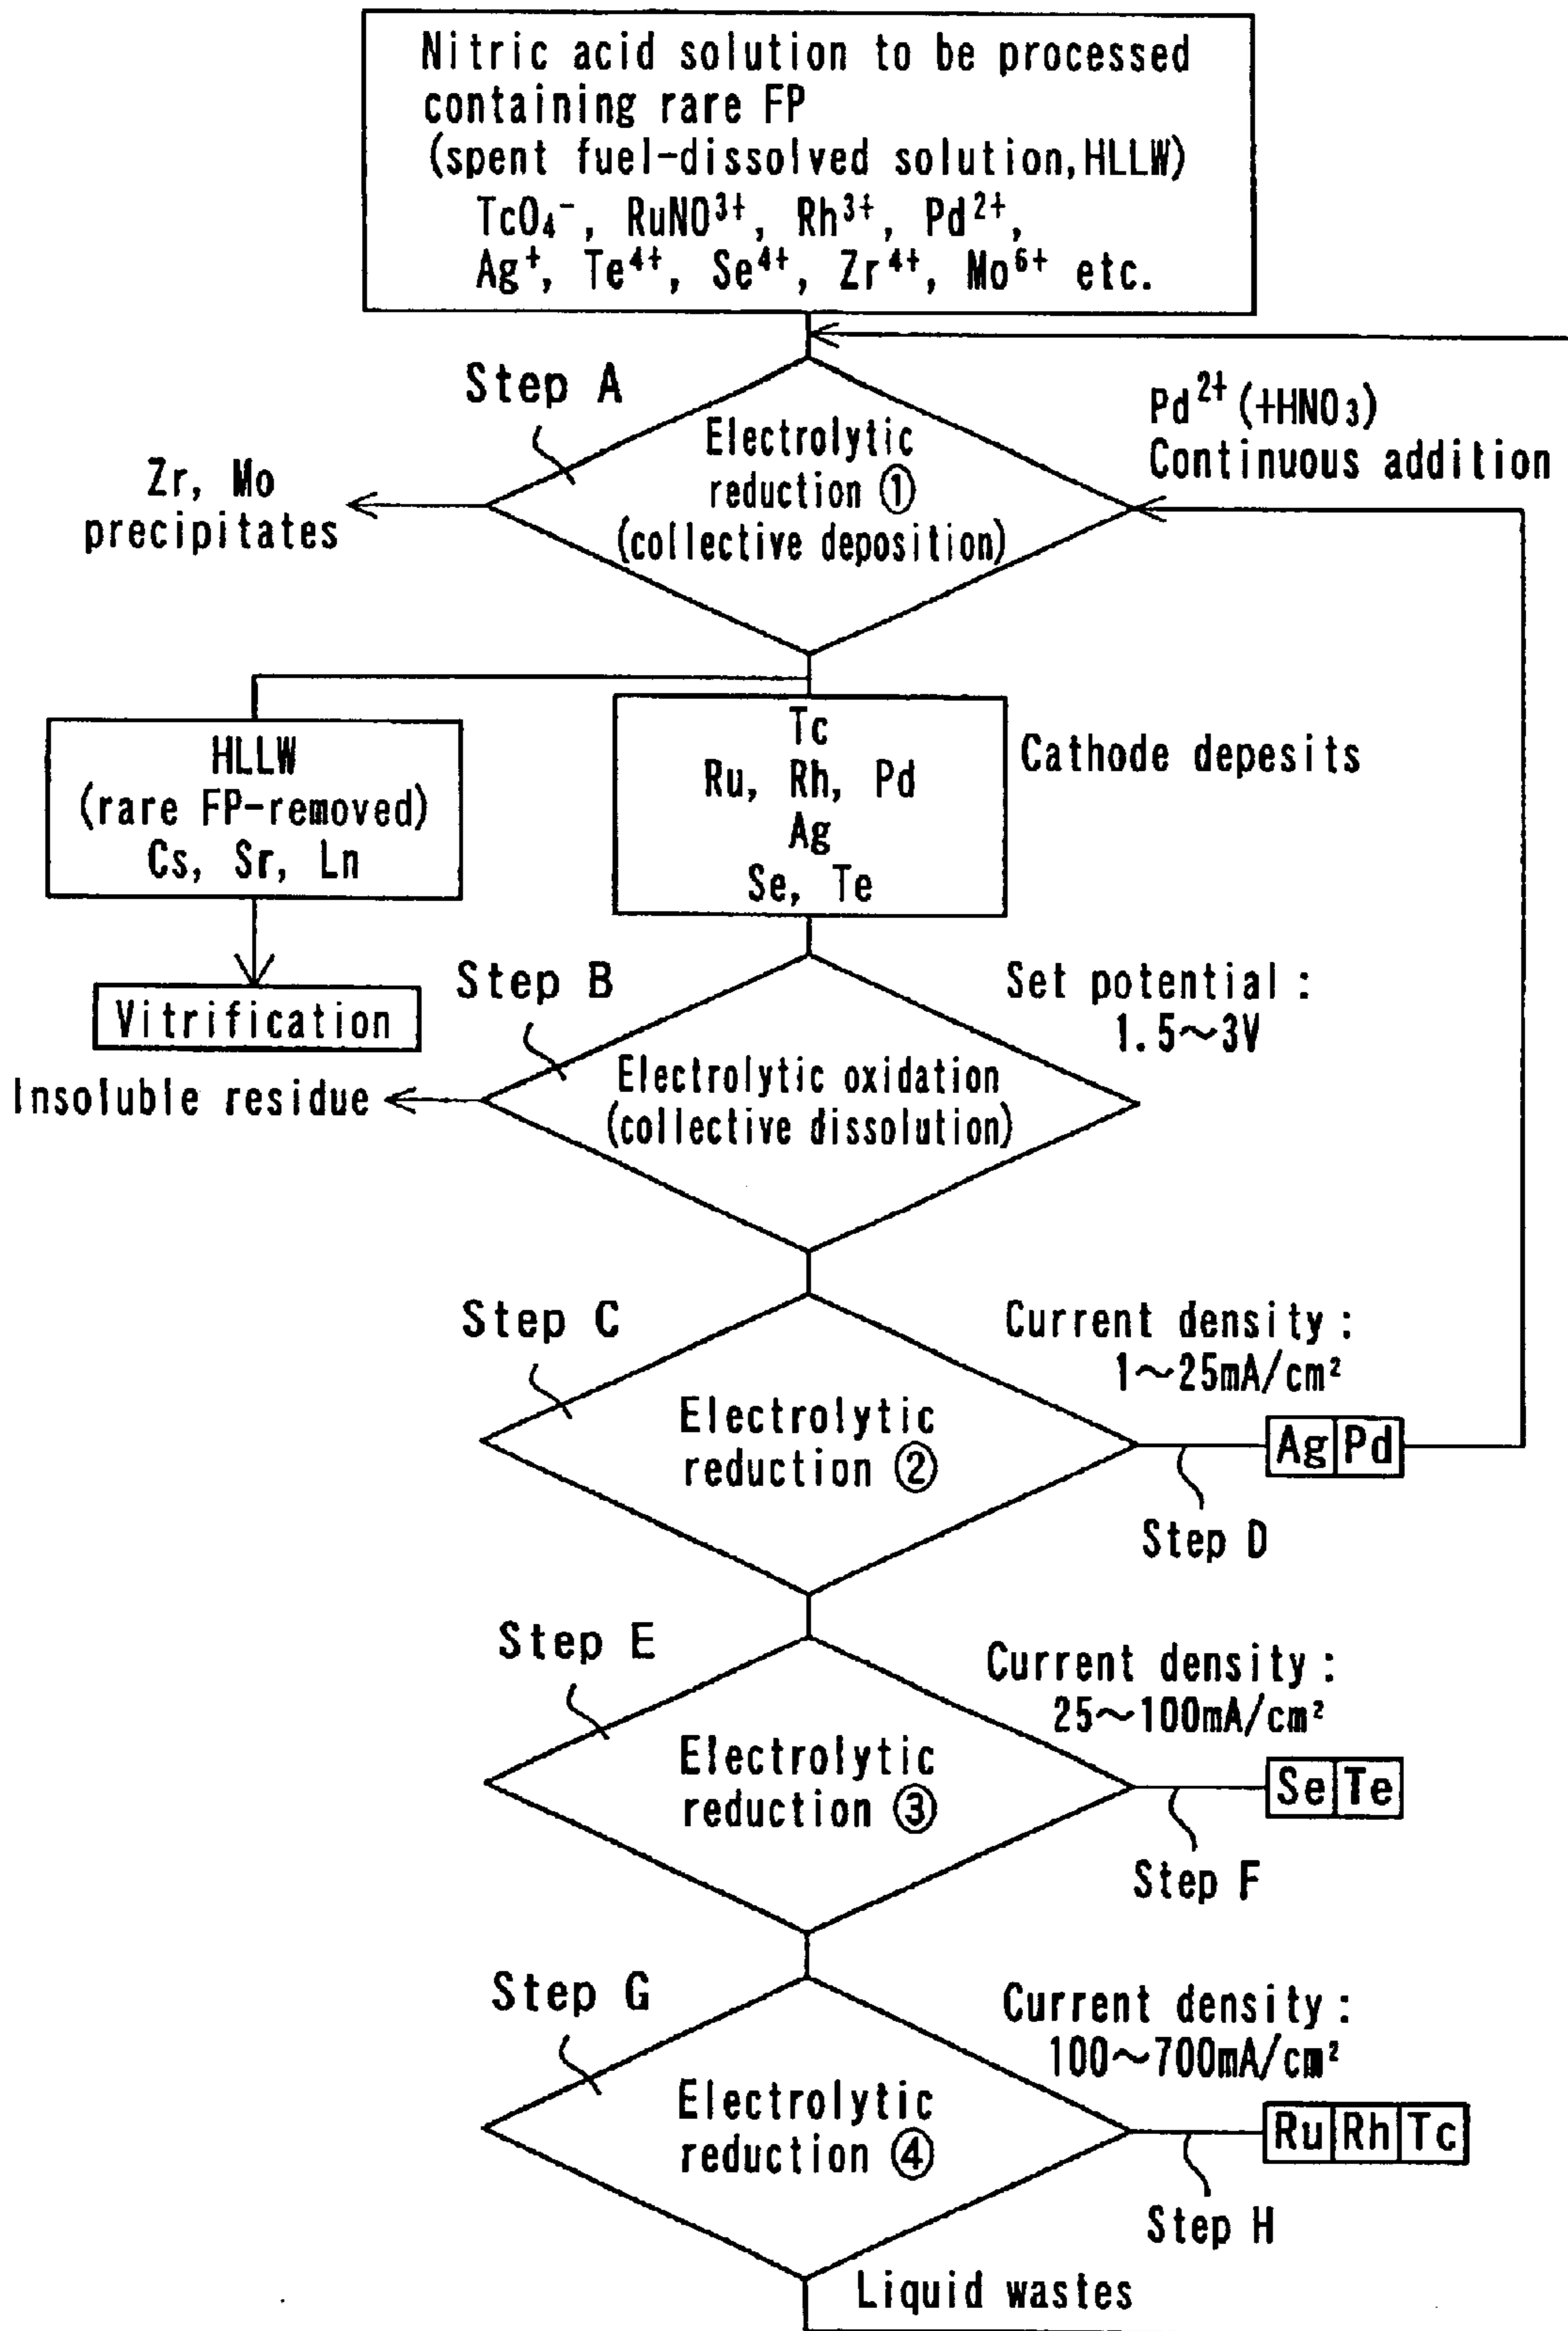 Nitric acid solution to be processed
containing rare FP
(spent fuel-dissolved solution,HLLW)
TcO₄⁻, RuNO³⁺, Rh³⁺, Pd²⁺,
Ag⁺, Te⁴⁺, Se⁴⁺, Zr⁴⁺, Mo⁶⁺ etc.
Step A
Electrolytic
reduction ①
(collective deposition)
Pd²⁺(+HNO₃)
Continuous addition
Zr, Mo
precipitates
HLLW
(rare FP-removed)
Cs, Sr, Ln
Vitrification
Tc
Ru, Rh, Pd
Ag
Se, Te
Cathode depesits
Step B
Set potential:
1.5~3V
Electrolytic oxidation
(collective dissolution)
Insoluble residue
Step C
Current density:
1~25mA/cm²
Electrolytic
reduction ②
Ag Pd
Step D
Step E
Current density:
25~100mA/cm²
Electrolytic
reduction ③
Se Te
Step F
Step G
Current density:
100~700mA/cm²
Electrolytic
reduction ④
Ru Rh Tc
Step H
Liquid wastes